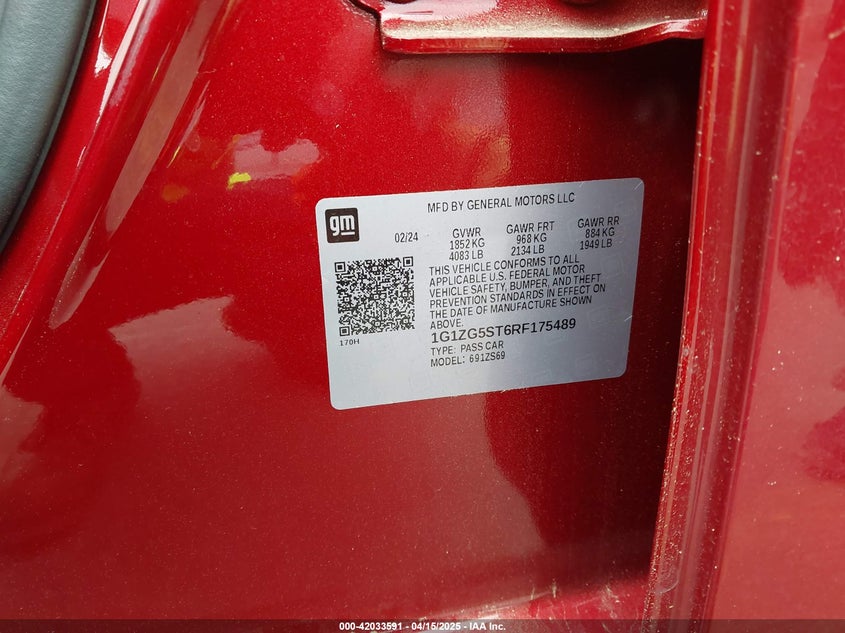 gm
MFD BY GENERAL MOTORS LLC
02/24 GVWR GAWR FRT GAWR RR
1852 KG 968 KG 884 KG
4083 LB 2134 LB 1949 LB
THIS VEHICLE CONFORMS TO ALL
APPLICABLE U.S. FEDERAL MOTOR
VEHICLE SAFETY, BUMPER, AND THEFT
PREVENTION STANDARDS IN EFFECT ON
THE DATE OF MANUFACTURE SHOWN
ABOVE.
170H
1G1ZG5ST6RF175489
TYPE: PASS CAR
MODEL: 691ZS69
000-42033591 - 04/15/2025 - IAA Inc.